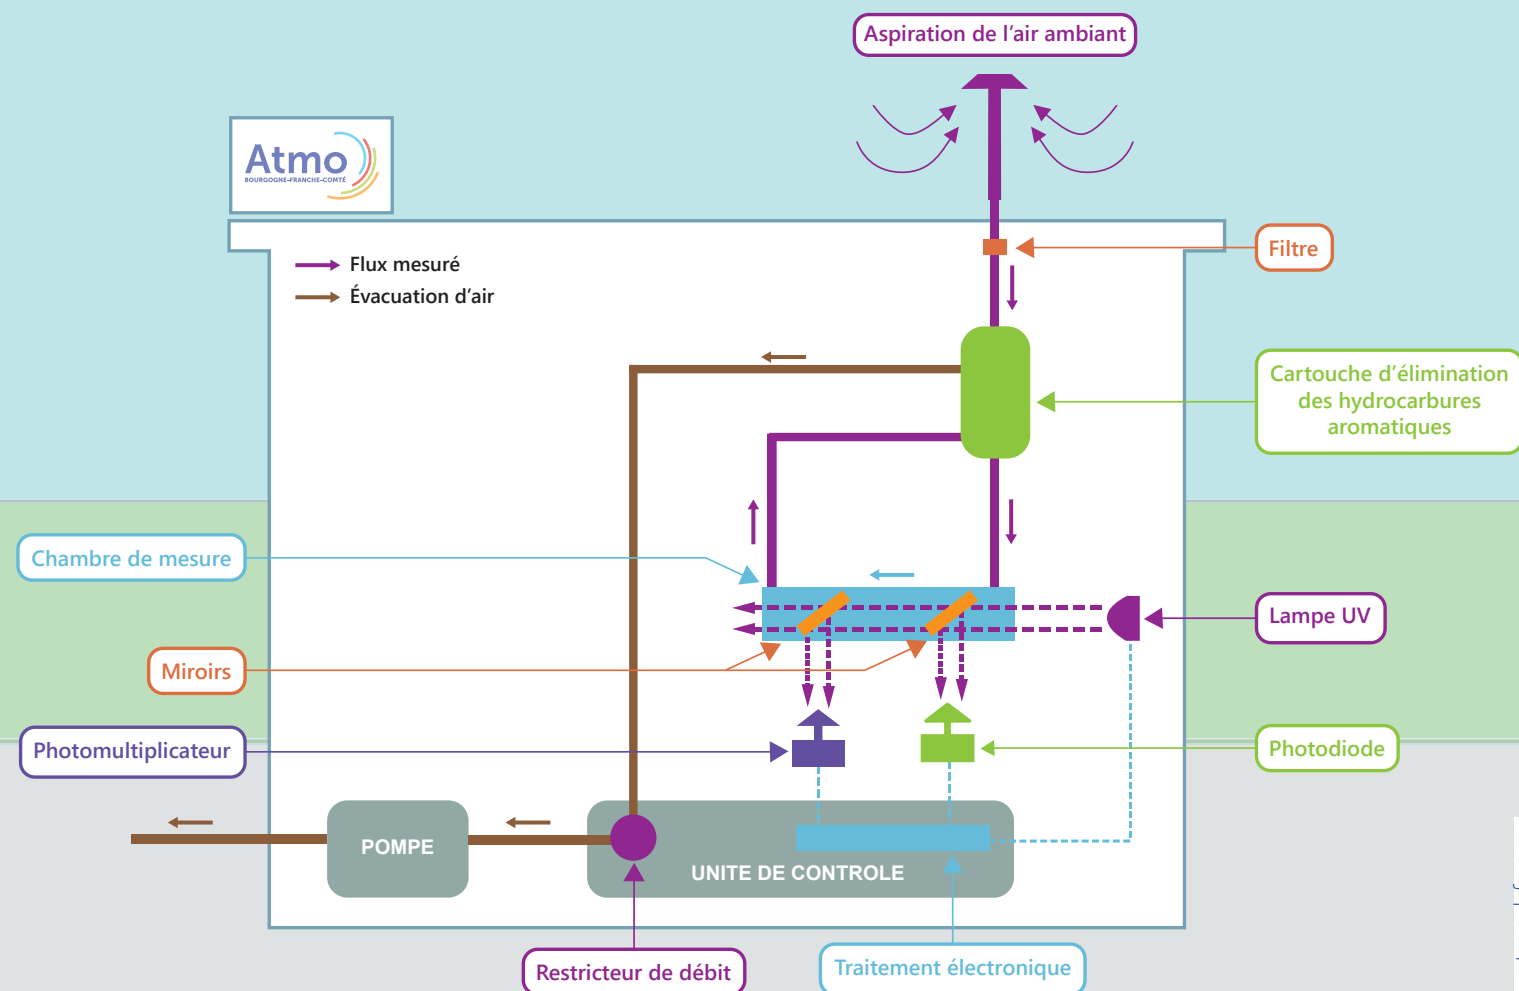 Aspiration de l'air ambiant
Atmo
BOURGOGNE-FRANCHE-COMTÉ
Flux mesuré
Évacuation d'air
Filtre
Cartouche d'élimination
des hydrocarbures
aromatiques
Chambre de mesure
Lampe UV
Miroirs
Photomultiplicateur
Photodiode
POMPE
UNITE DE CONTROLE
Restricteur de débit
Traitement électronique